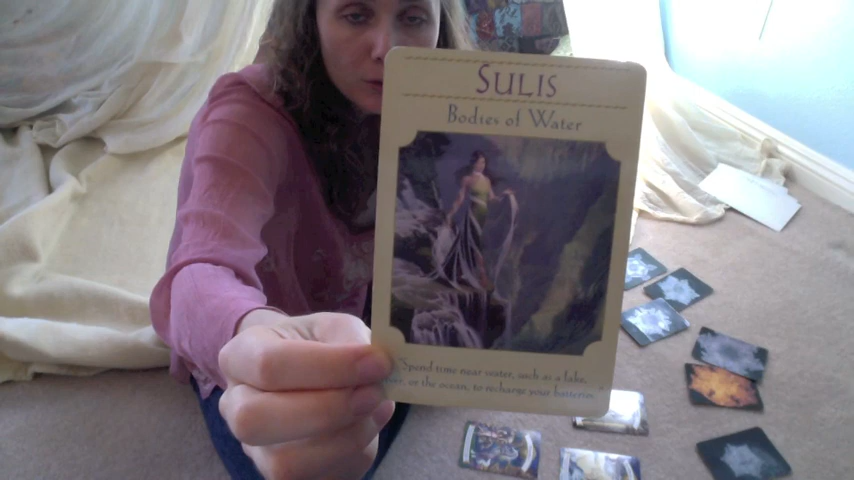 SULIS
Bodies of Water
"Spend time near water, such as a lake,
or the ocean, to recharge your batteries."